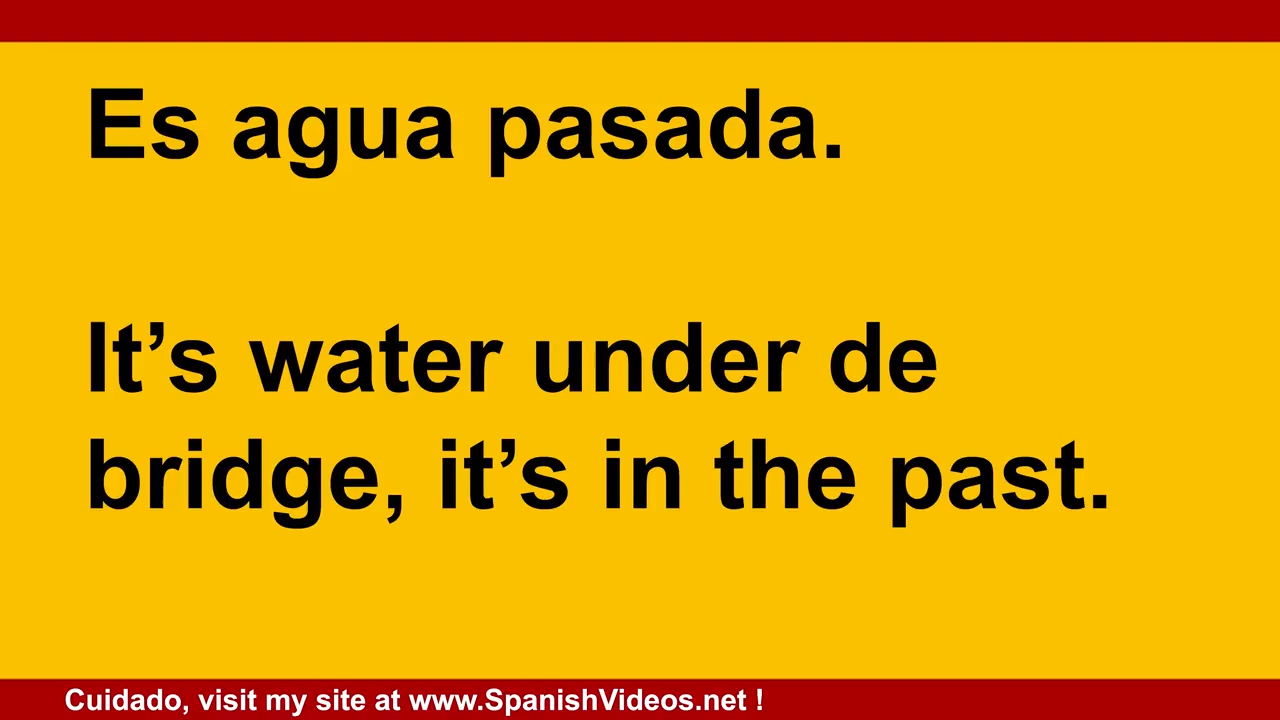 Es agua pasada.
It’s water under de
bridge, it’s in the past.
Cuidado, visit my site at www.SpanishVideos.net !